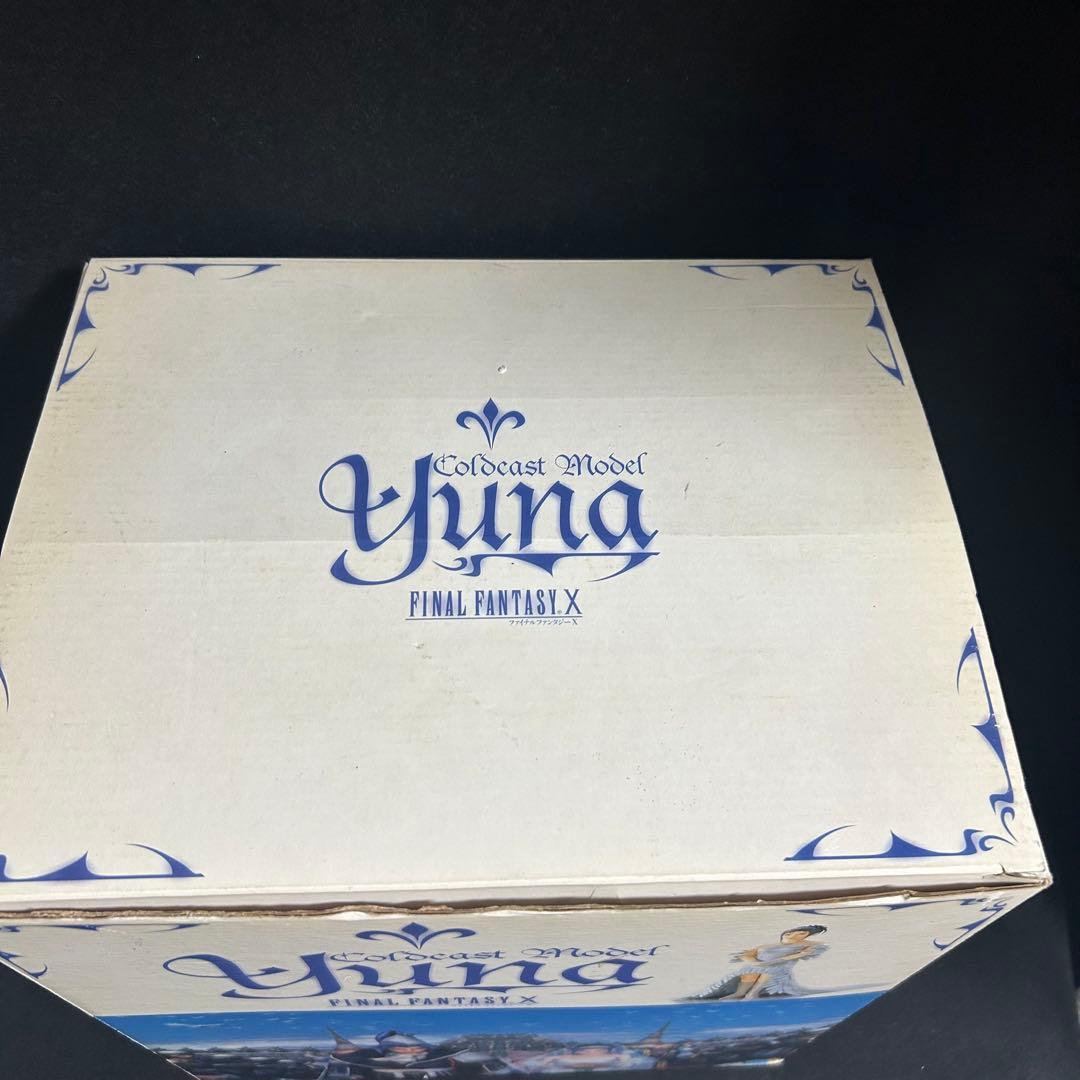 Coldcast Model
Yuna
FINAL FANTASY® X
ファイナルファンタジーX
Coldcast Model
Yuna
FINAL FANTASY. X